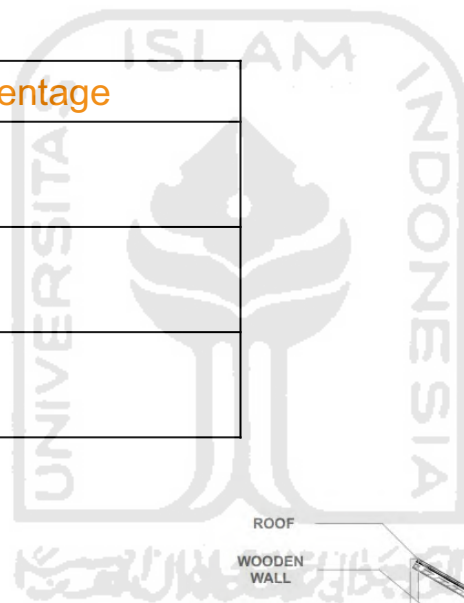 ISLAM
UNIVERSITAS
INDONESIA
entage
ROOF
WOODEN
WALL